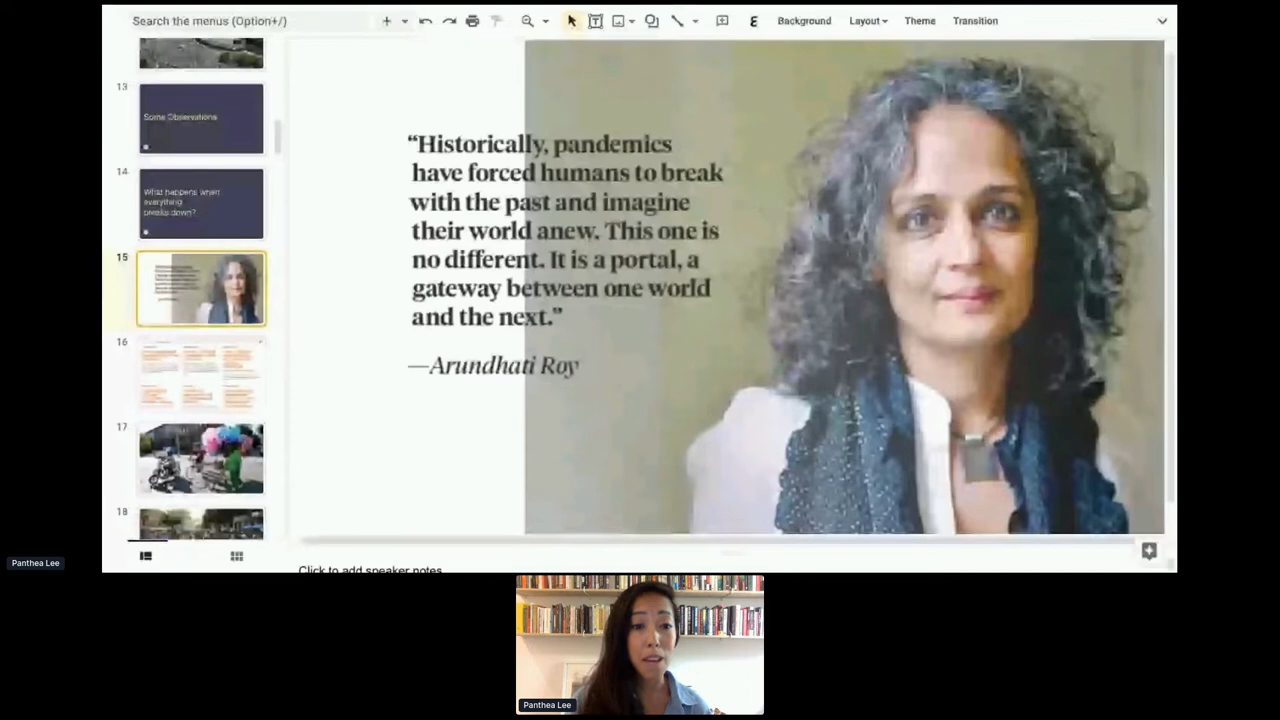 Search the menus (Option+/)
Background
Layout
Theme
Transition
13
Some Observations
14
What happens when
everything
breaks down?
15
16
17
18
“Historically, pandemics
have forced humans to break
with the past and imagine
their world anew. This one is
no different. It is a portal, a
gateway between one world
and the next.”
—Arundhati Roy
Click to add speaker notes
Panthea Lee
Panthea Lee